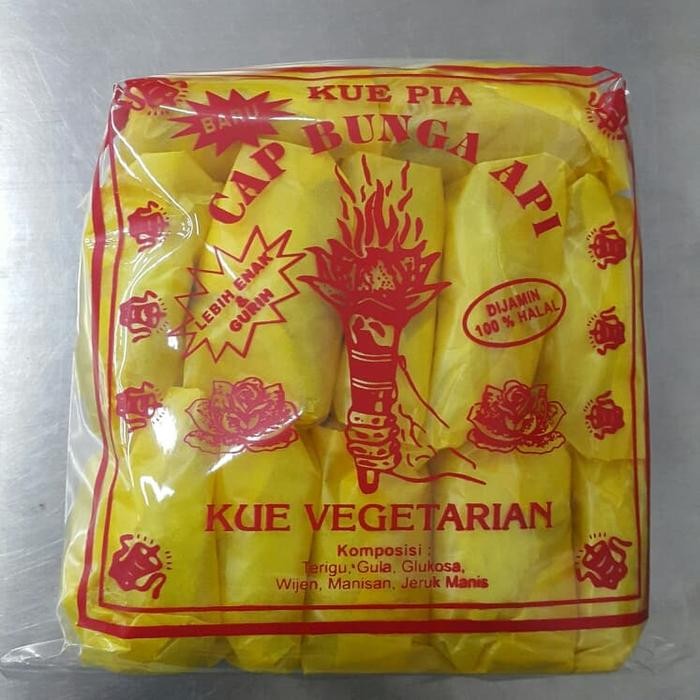 KUE PIA
BARU
CAP BUNGA API
LEBIH ENAK
&
GURIH
DIJAMIN
100 % HALAL
KUE VEGETARIAN
Komposisi :
Terigu, Gula, Glukosa,
Wijen, Manisan, Jeruk Manis